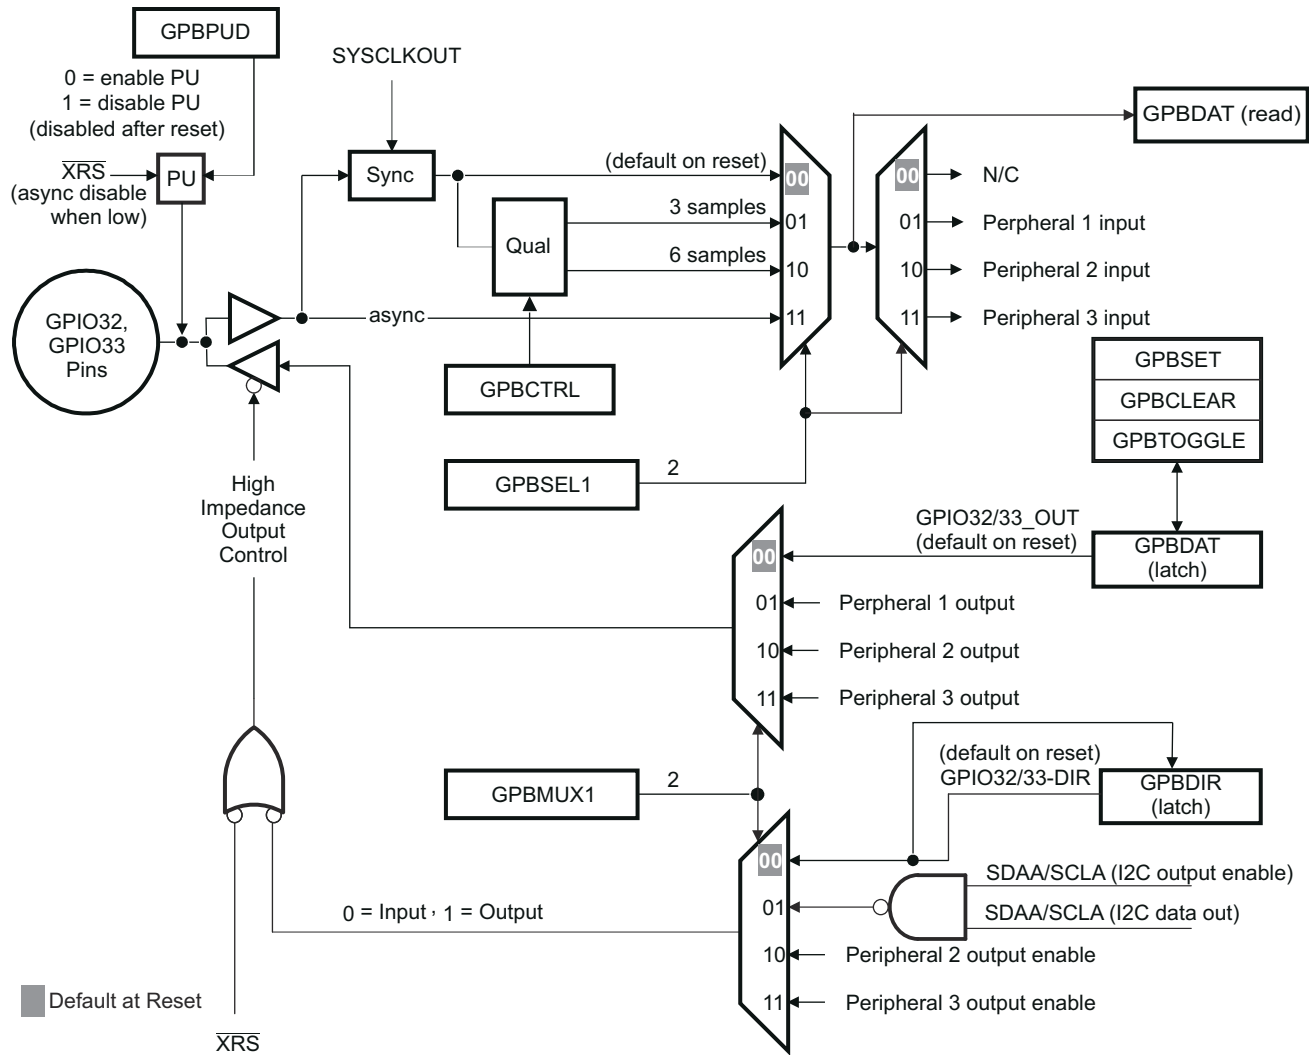 GPBPUD
0 = enable PU
1 = disable PU
(disabled after reset)
XRS
(async disable
when low)
PU
SYSCLKOUT
Sync
(default on reset)
3 samples
6 samples
Qual
async
GPBCTRL
GPBSEL1
2
00
01
10
11
00
01
10
11
GPBDAT (read)
N/C
Perpheral 1 input
Peripheral 2 input
Peripheral 3 input
GPIO32,
GPIO33
Pins
GPBSET
GPBCLEAR
GPBTOGGLE
High
Impedance
Output
Control
GPIO32/33_OUT
(default on reset)
GPBDAT
(latch)
00
01
10
11
Perpheral 1 output
Peripheral 2 output
Peripheral 3 output
GPBMUX1
2
(default on reset)
GPIO32/33-DIR
GPBDIR
(latch)
00
01
10
11
SDAA/SCLA (I2C output enable)
SDAA/SCLA (I2C data out)
Peripheral 2 output enable
Peripheral 3 output enable
0 = Input, 1 = Output
Default at Reset
XRS